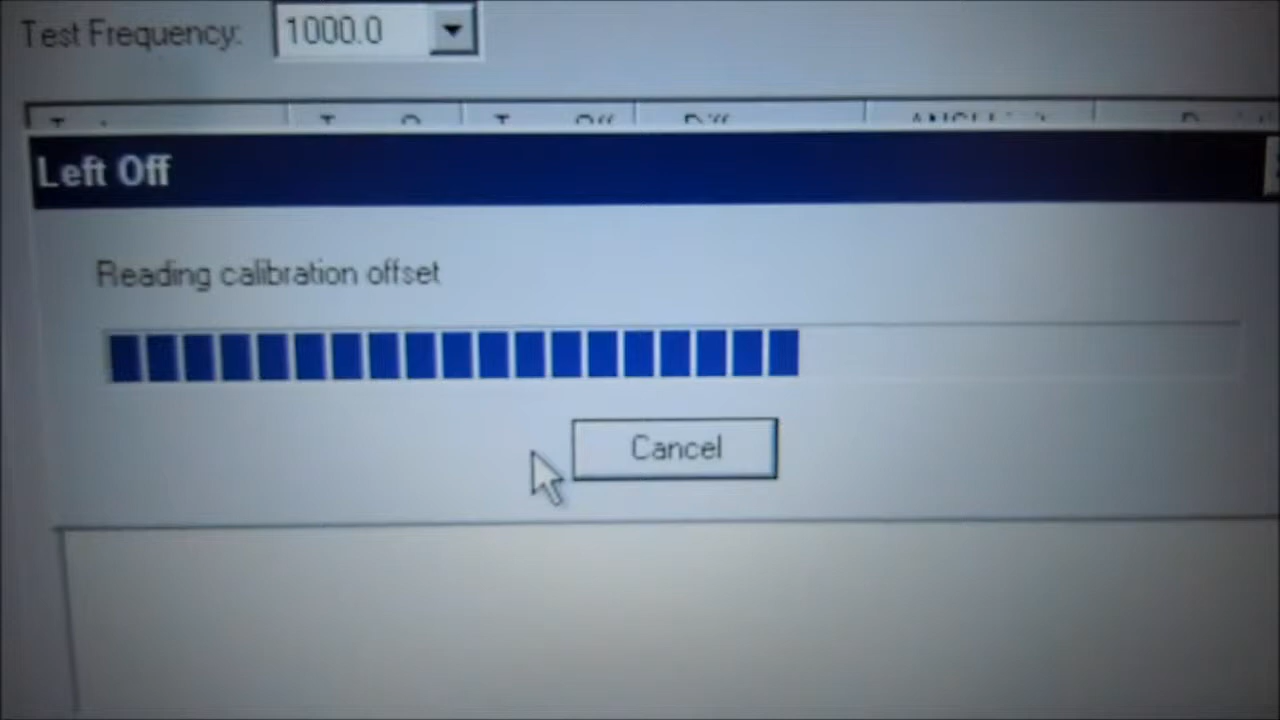 Test Frequency: 1000.0
Left Off
Reading calibration offset
Cancel